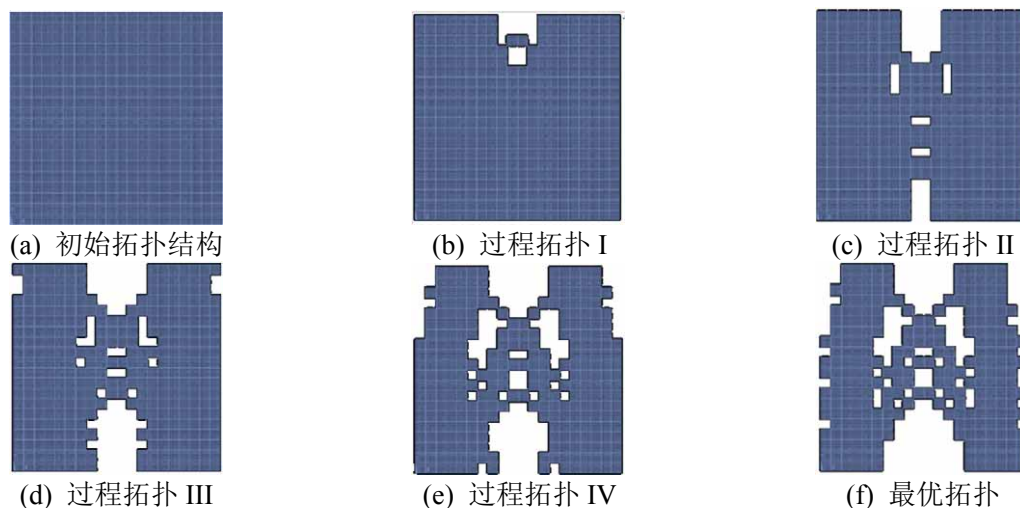 (a) 初始拓扑结构
(b) 过程拓扑 I
(c) 过程拓扑 II
(d) 过程拓扑 III
(e) 过程拓扑 IV
(f) 最优拓扑